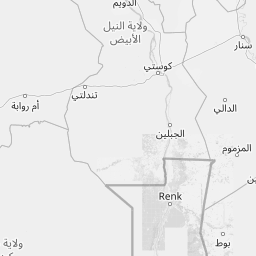 الدويم
ولاية النيل
الأبيض
سنار
كوستي
تندلتي
أم روابة
الدالي
الجبلين
المزموم
Renk
ولاية
بوط